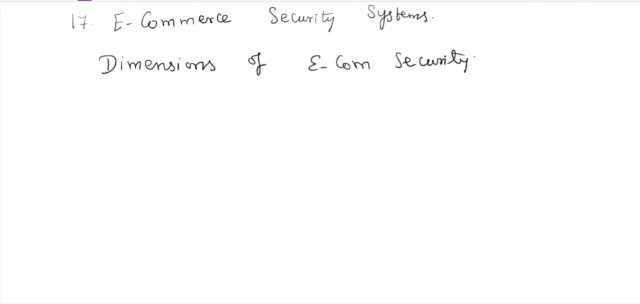 17. E-Commerce Security Systems.
Dimensions of E-Com Security.